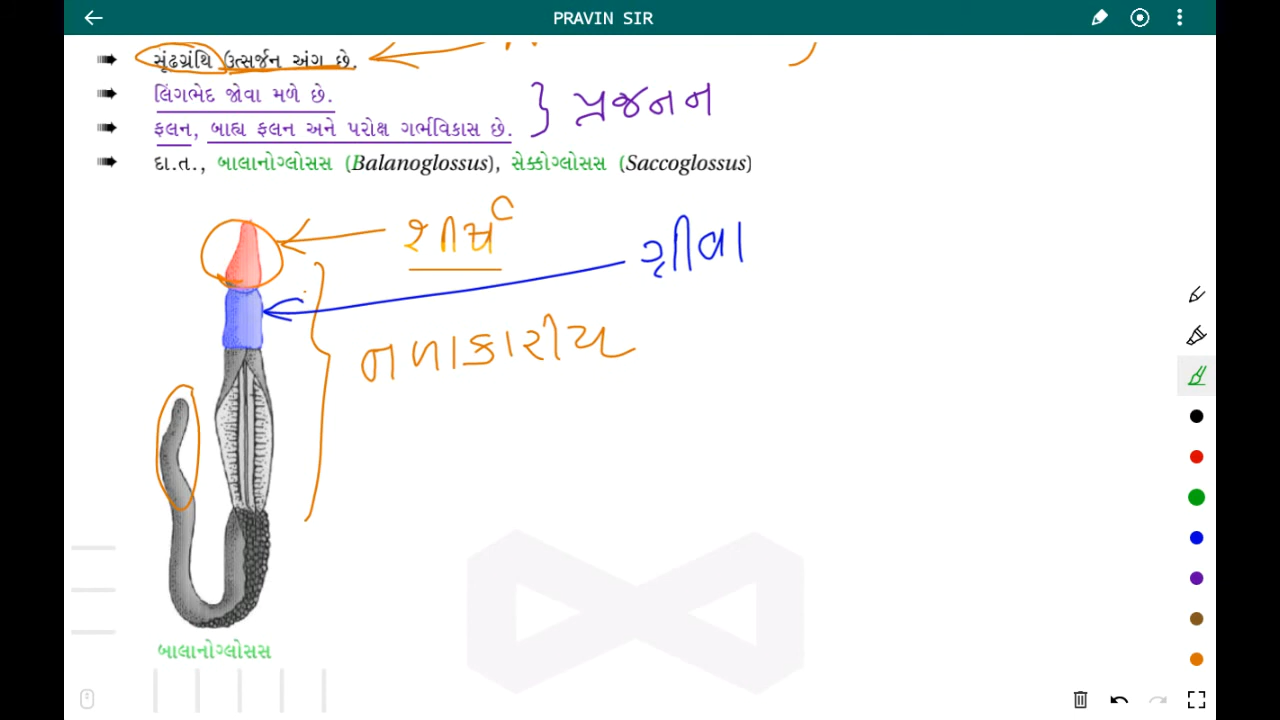 PRAVIN SIR
સૂંઢગ્રંથિ ઉત્સર્જન અંગ છે.
લિંગભેદ જોવા મળે છે.
પ્રજનન
ફલન, બાહ્ય ફલન અને પરોક્ષ ગર્ભવિકાસ છે.
દા.ત., બાલાનોગ્લોસસ (Balanoglossus), સેક્કોગ્લોસસ (Saccoglossus)
શીર્ષ
ગ્રીવા
નળાકારીય
બાલાનોગ્લોસસ